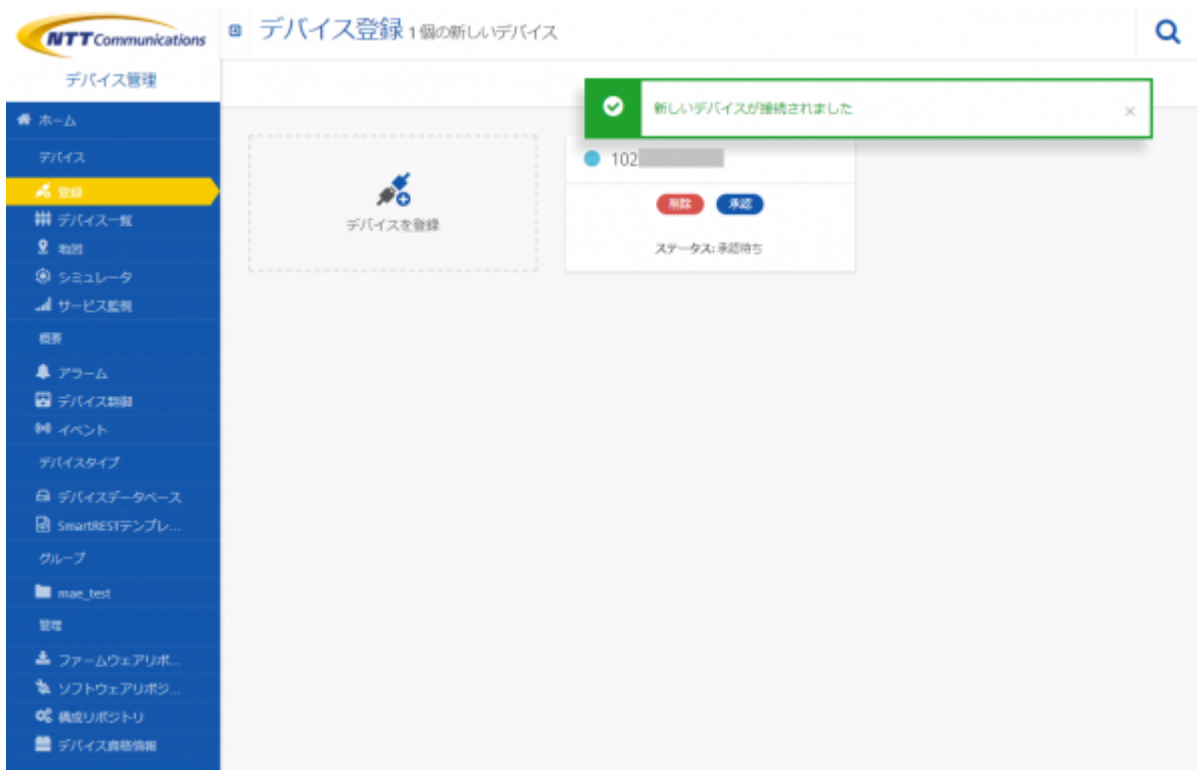 NTT Communications
デバイス管理
ホーム
デバイス
登録
デバイス一覧
地図
シミュレータ
サービス監視
概要
アラーム
デバイス制御
イベント
デバイスタイプ
デバイスデータベース
SmartRESTテンプレ...
グループ
mae_test
管理
ファームウェアリポ...
ソフトウェアリポジ...
構成リポジトリ
デバイス資格情報
デバイス登録 1個の新しいデバイス
新しいデバイスが接続されました ×
デバイスを登録
102
削除 承認
ステータス: 承認待ち